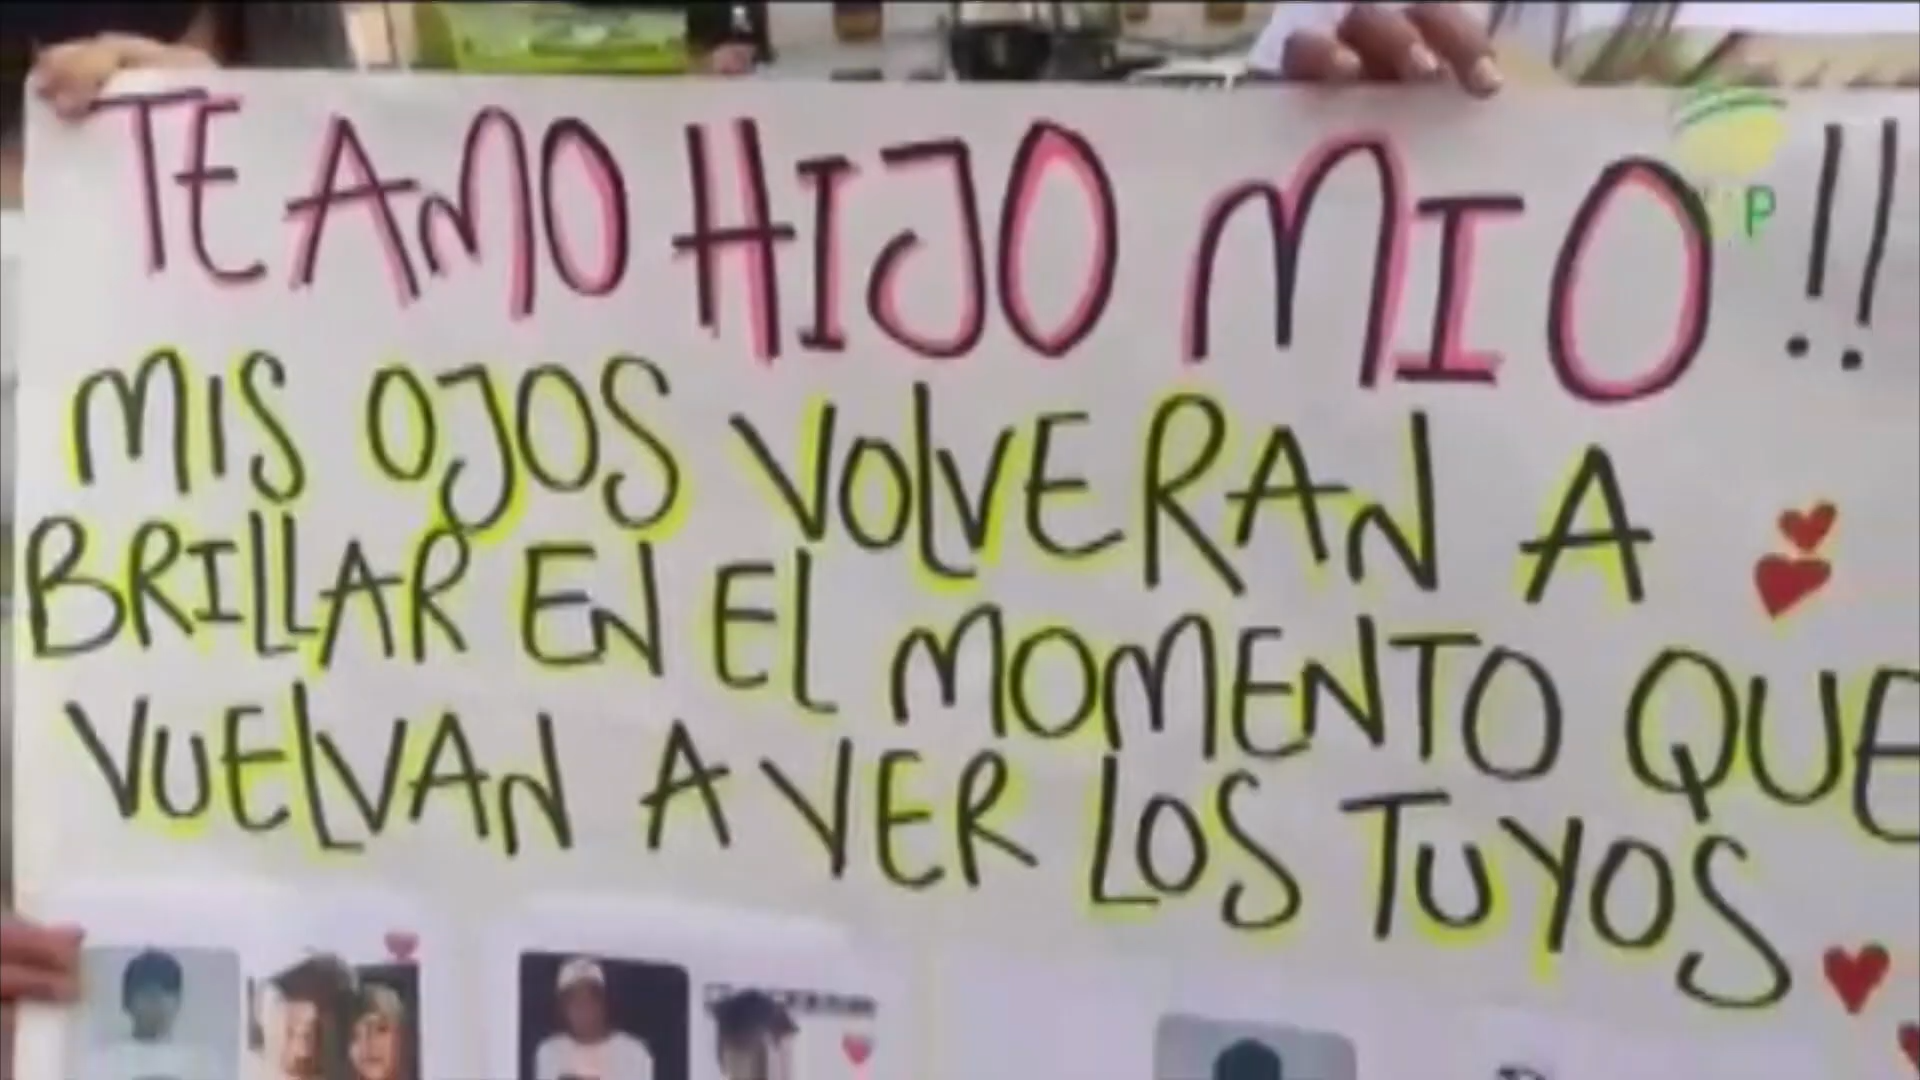 TE AMO HIJO MIO !!
MIS OJOS VOLVERAN A
BRILLAR EN EL MOMENTO QUE
VUELVAN A VER LOS TUYOS